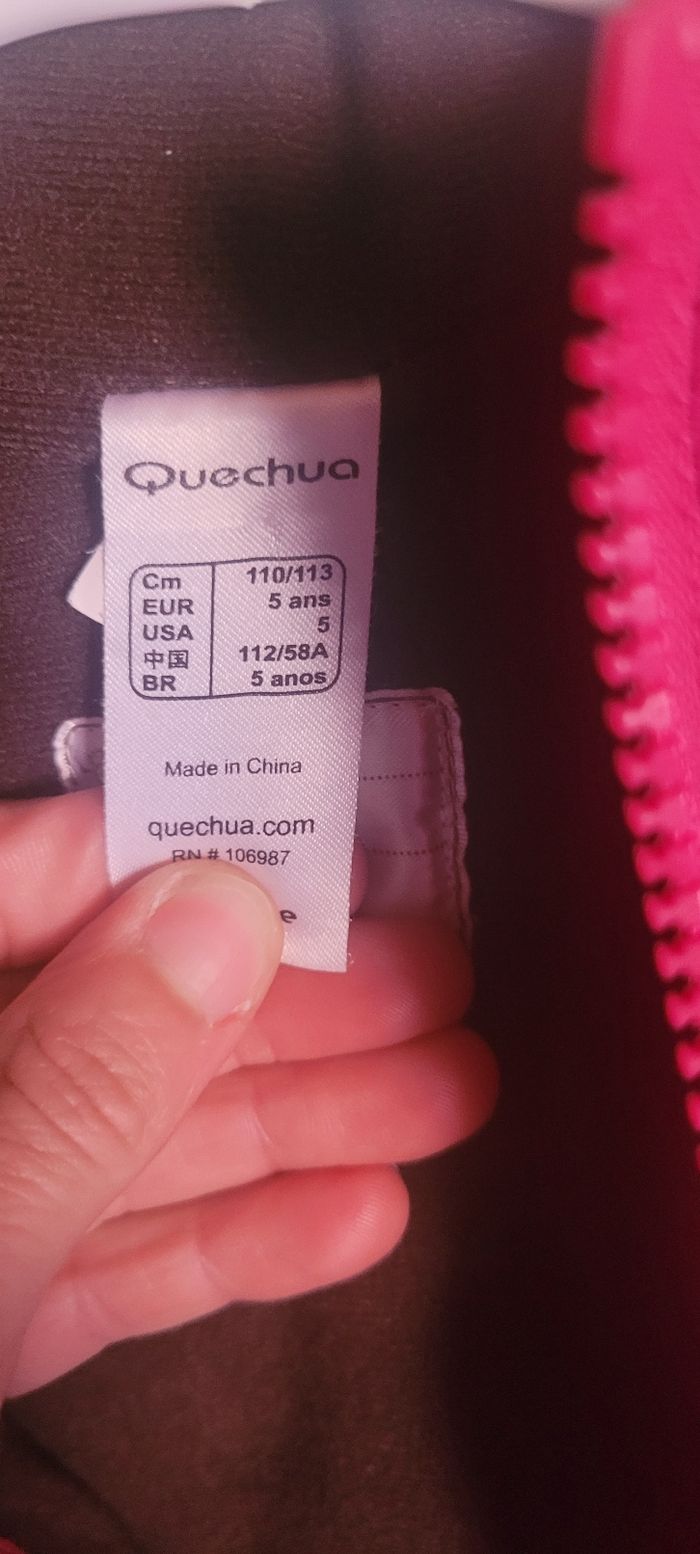 Quechua
Cm 110/113
EUR 5 ans
USA 5
中国 112/58A
BR 5 anos
Made in China
quechua.com
RN # 106987